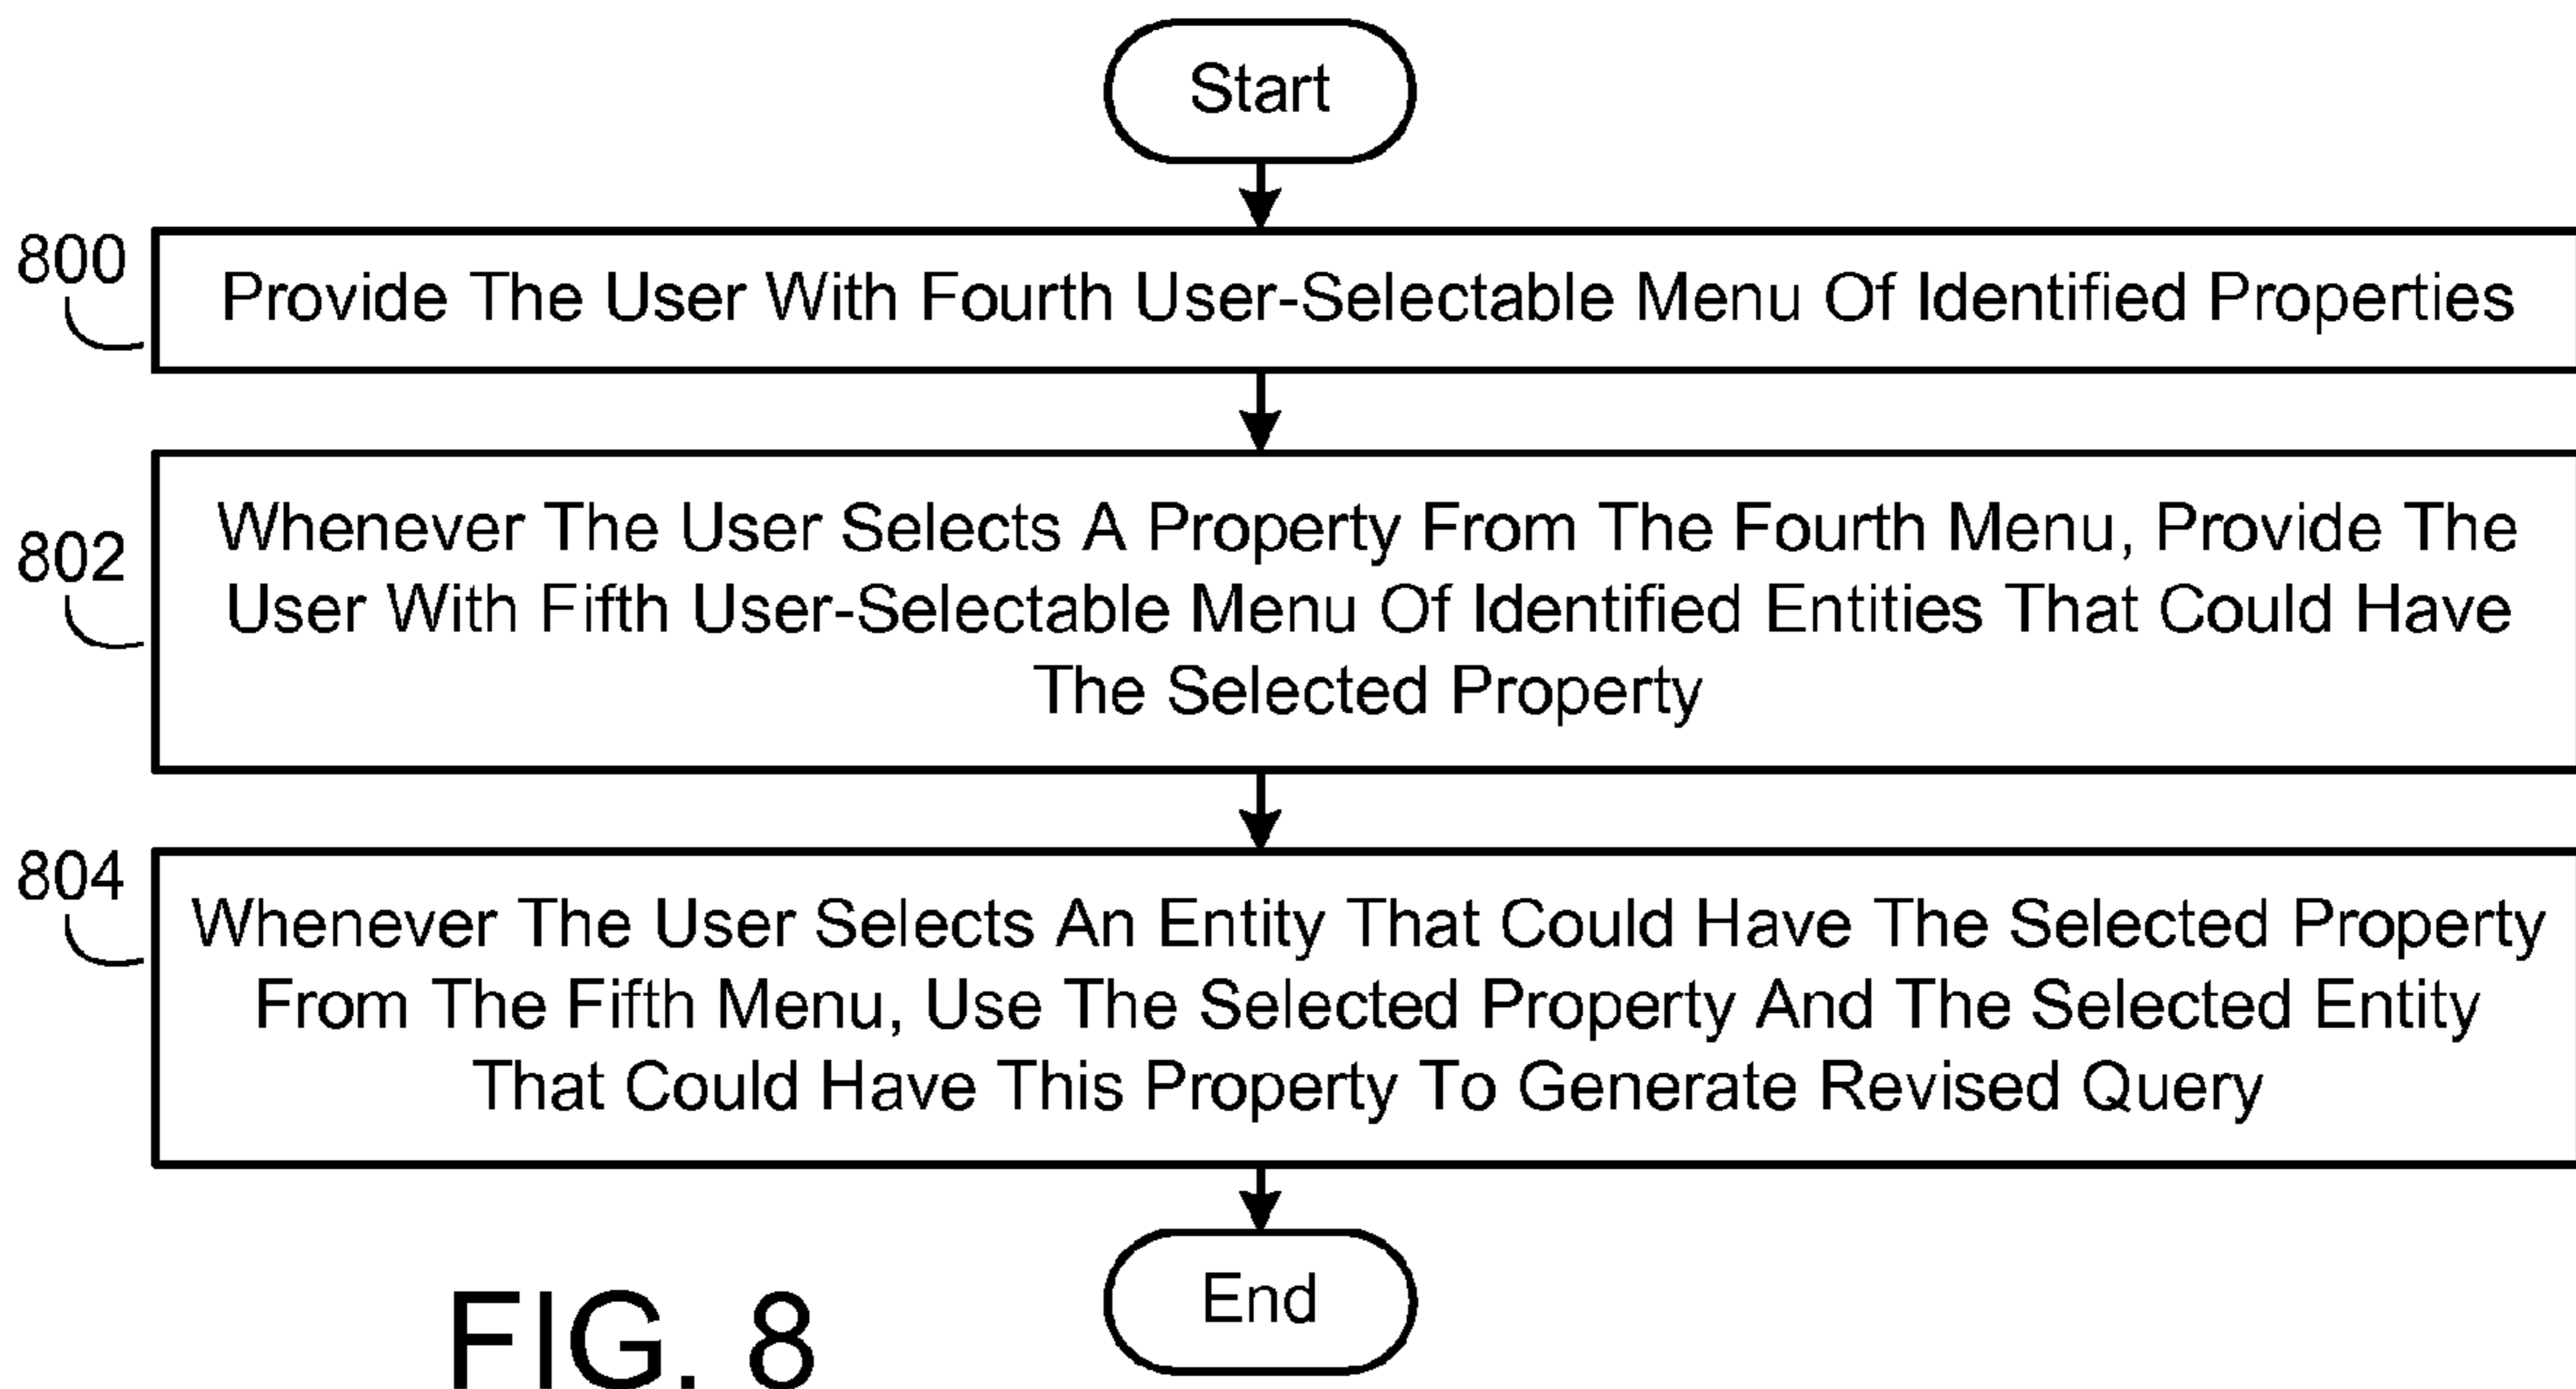 Start
800
Provide The User With Fourth User-Selectable Menu Of Identified Properties
802
Whenever The User Selects A Property From The Fourth Menu, Provide The
User With Fifth User-Selectable Menu Of Identified Entities That Could Have
The Selected Property
804
Whenever The User Selects An Entity That Could Have The Selected Property
From The Fifth Menu, Use The Selected Property And The Selected Entity
That Could Have This Property To Generate Revised Query
End
FIG. 8